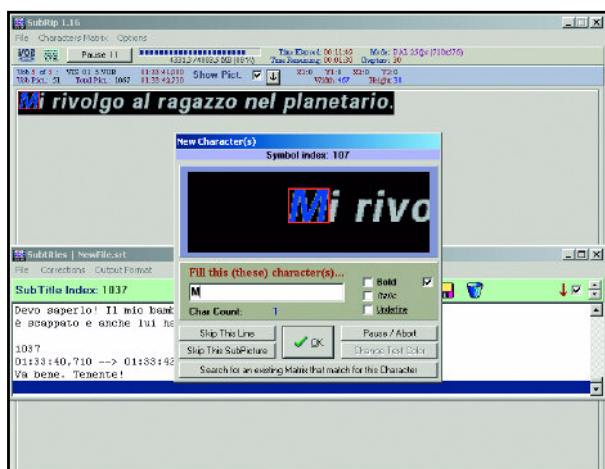 SubRip 1.16
File Characters Matrix Options
Pause II
Show Pict.
Mi rivolgo al ragazzo nel planetario.
New Character(s)
Symbol index: 107
Mi rivo
Fill this (these) character(s)...
M
Char Count: 1
Bold
Italic
Underline
Skip This Line
Skip This SubPicture
OK
Pause / Abort
Change Text Color
Search for an existing Matrix that match for this Character
Subtitles | NewFile.srt
File Corrections Output Format
SubTitle Index: 1037
Devo saperlo! Il mio bamb
è scappato e anche lui ha
1037
01:33:40,710 --> 01:33:42
Va bene. Tenente!